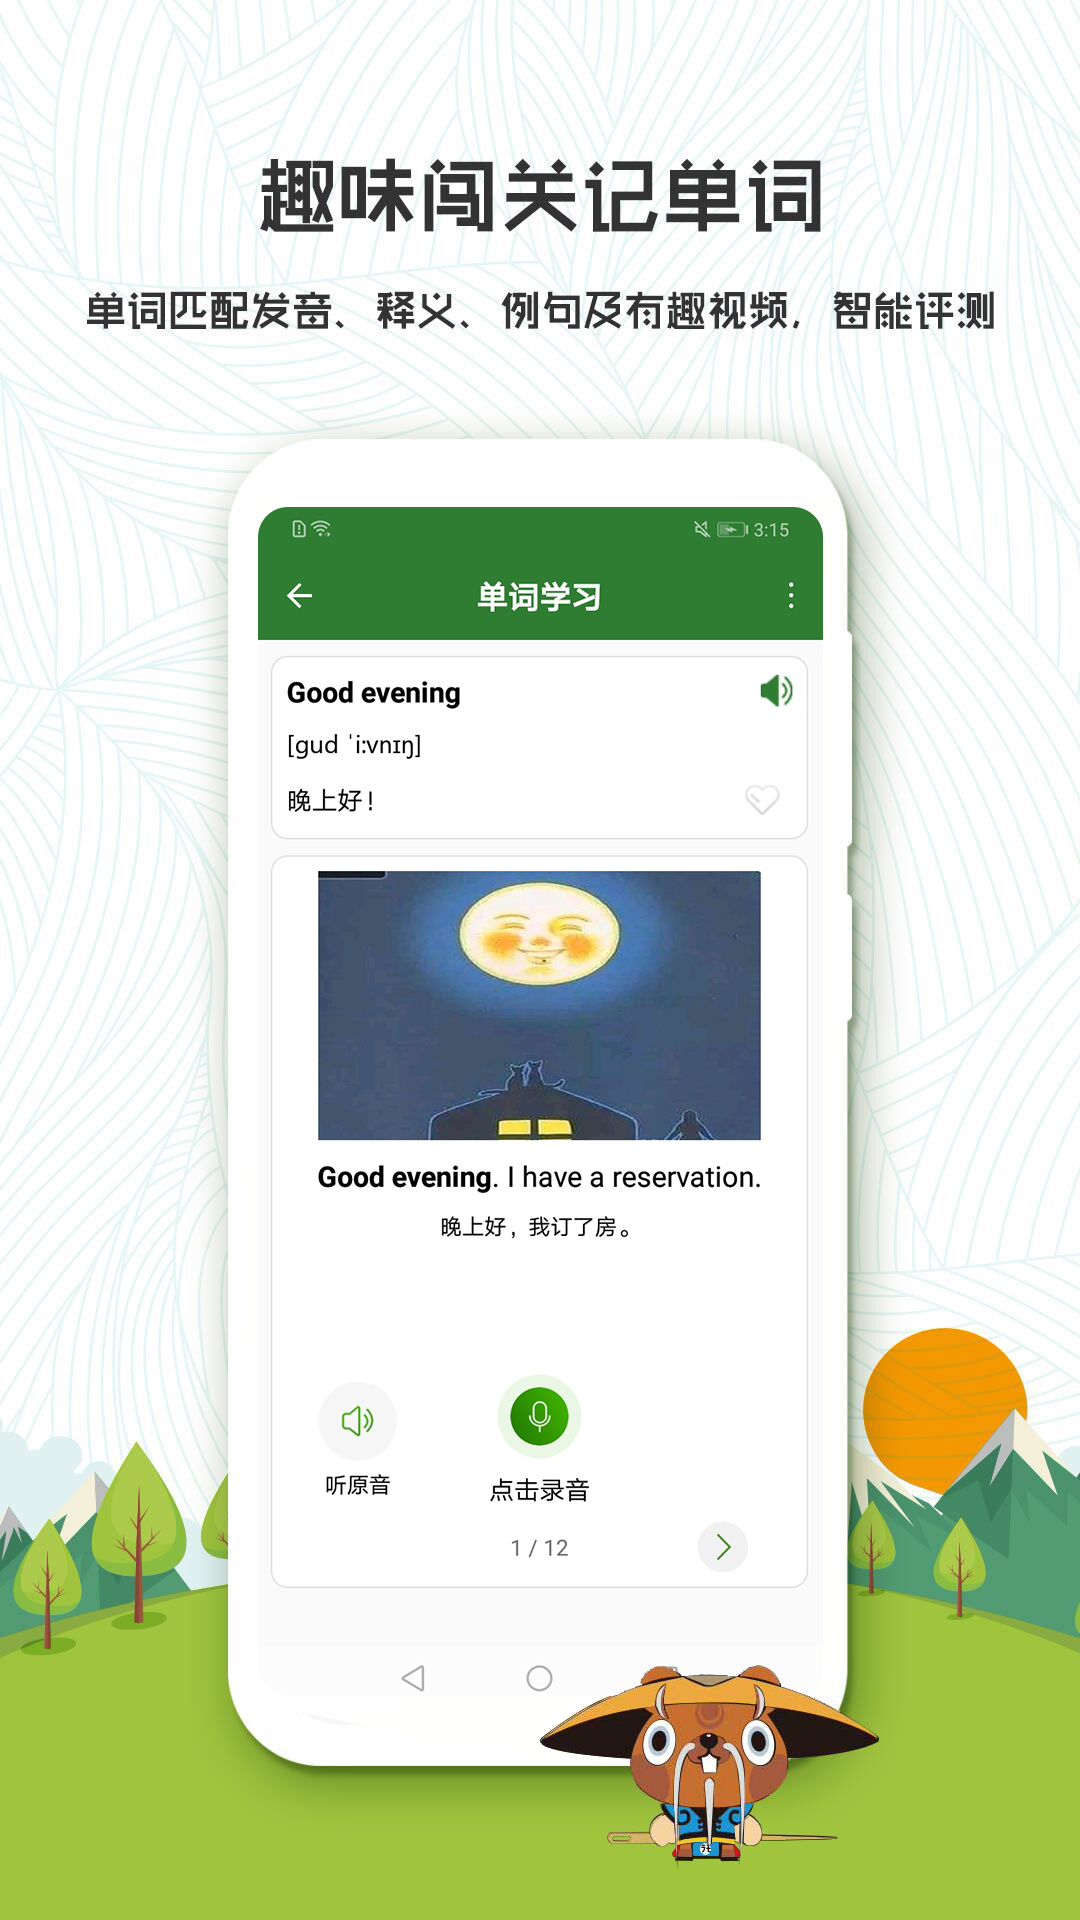 趣味闯关记单词
单词匹配发音、释义、例句及有趣视频，智能评测
3:15
单词学习
Good evening
[gud ˈi:vnɪŋ]
晚上好！
Good evening. I have a reservation.
晚上好，我订了房。
听原音
点击录音
1 / 12